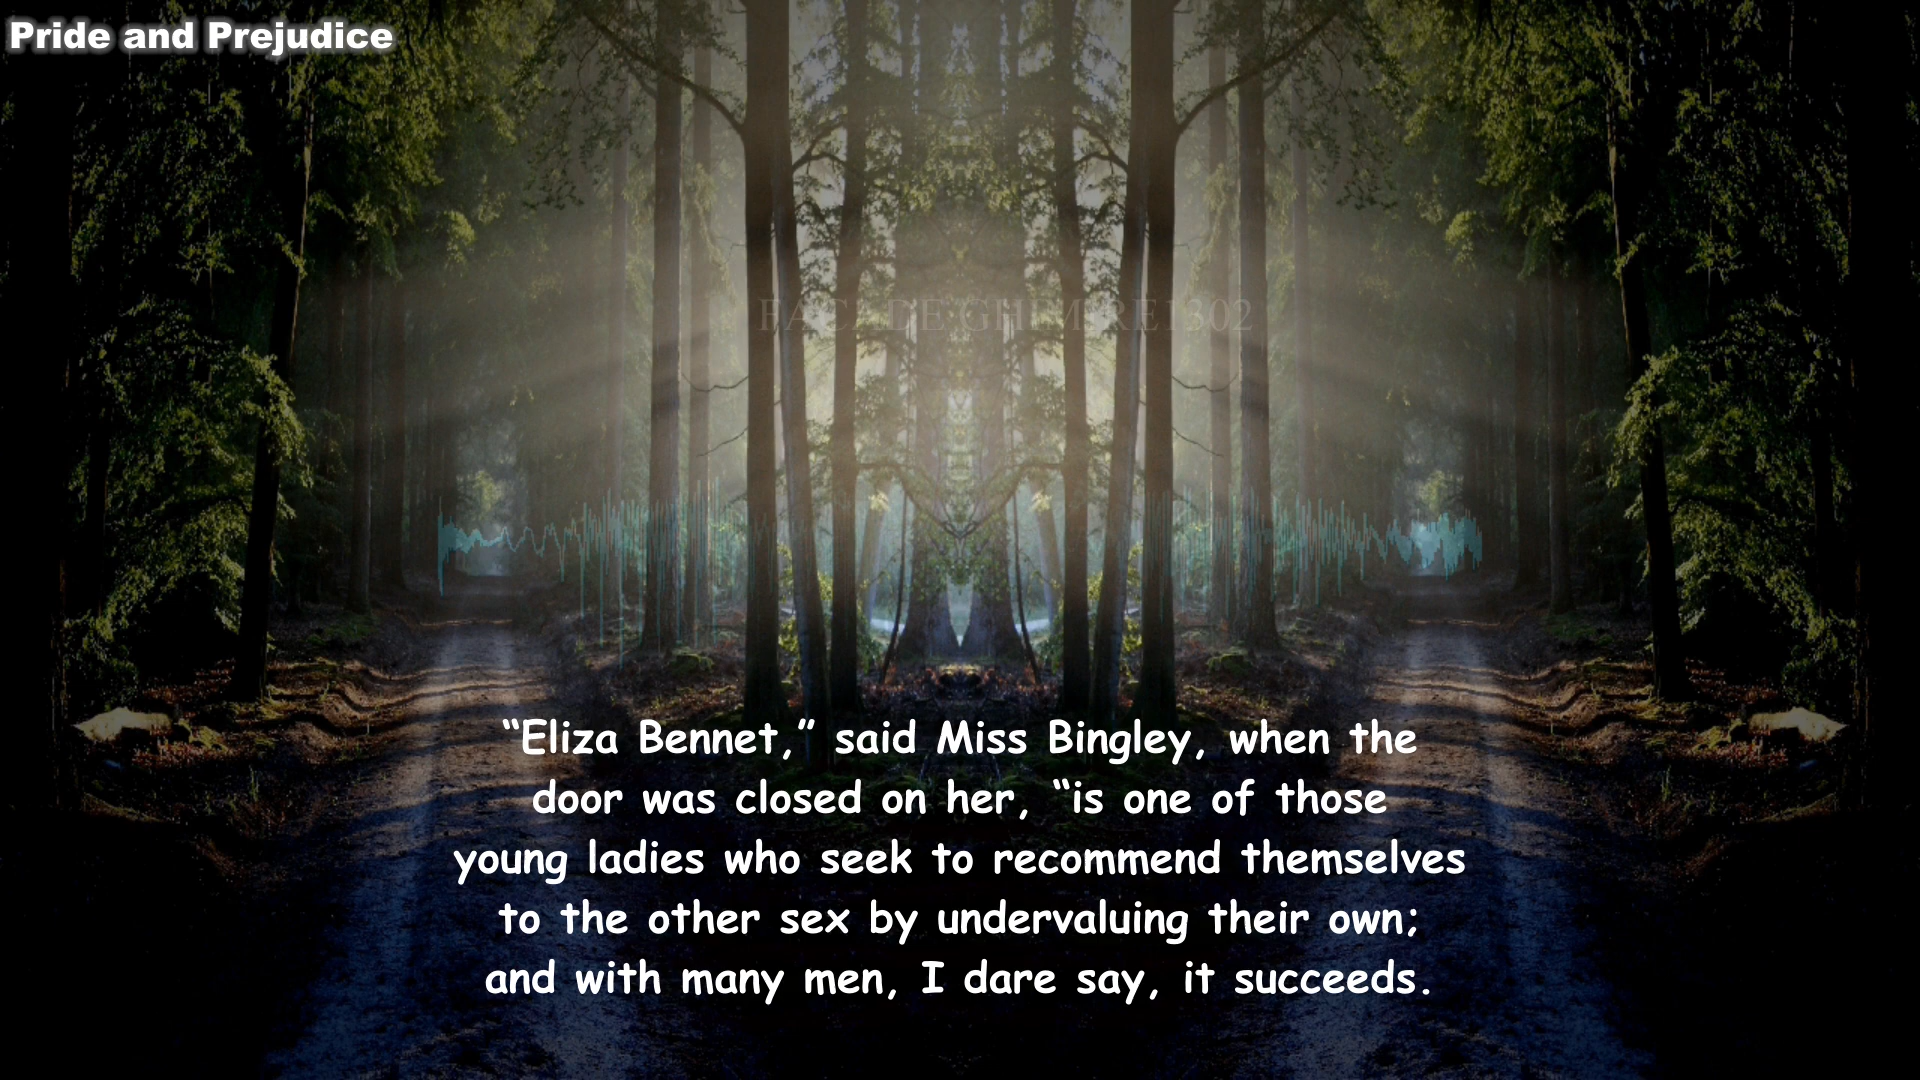 Pride and Prejudice
“Eliza Bennet,” said Miss Bingley, when the
door was closed on her, “is one of those
young ladies who seek to recommend themselves
to the other sex by undervaluing their own;
and with many men, I dare say, it succeeds.